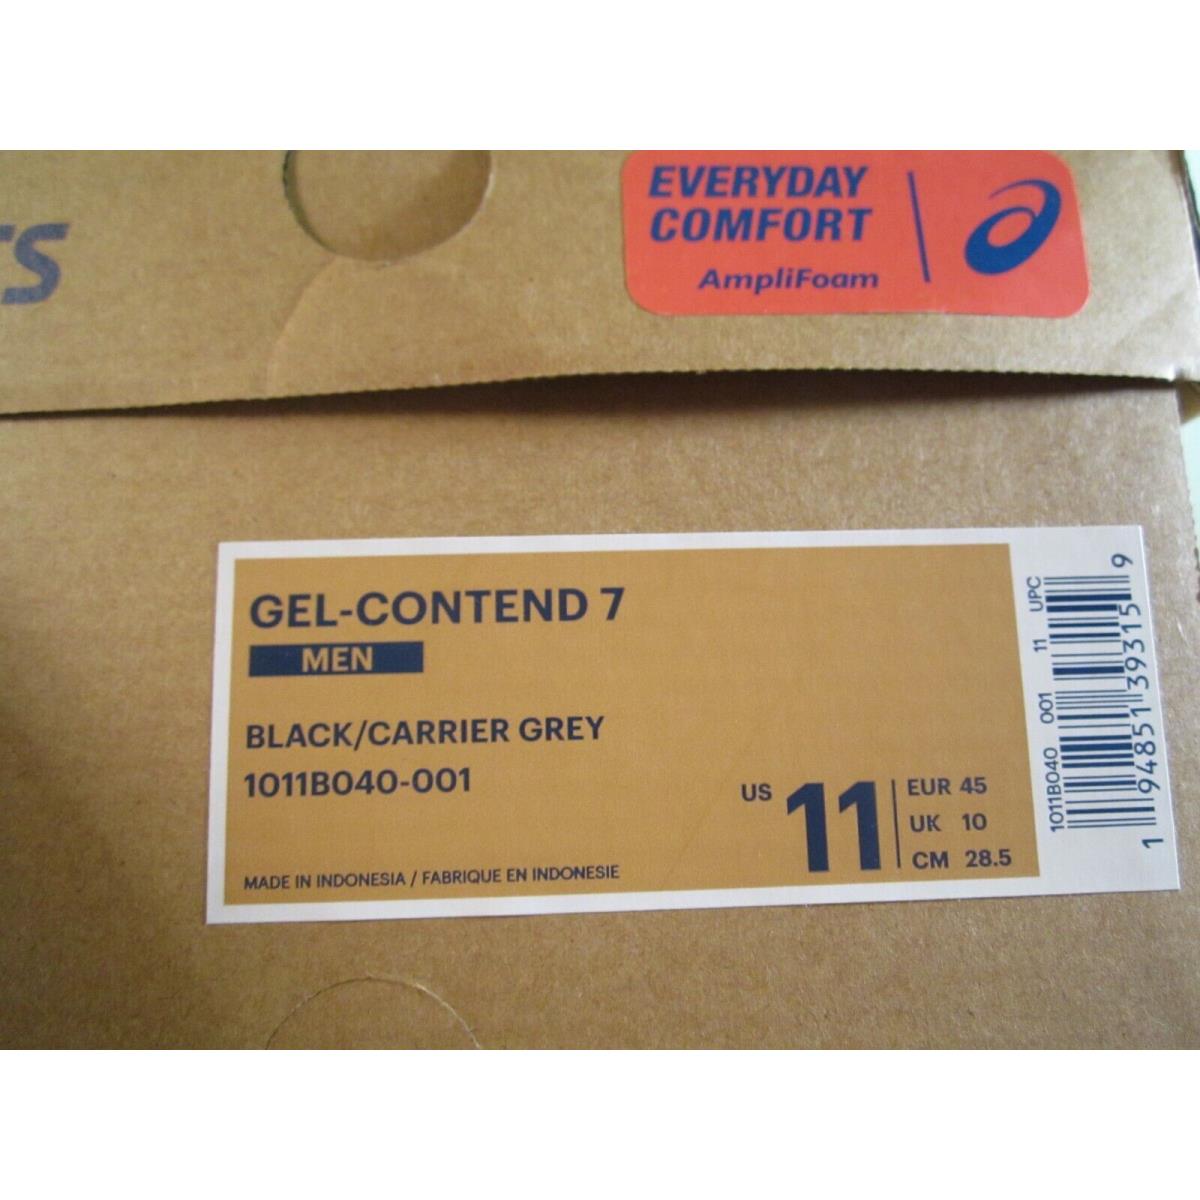 TS
EVERYDAY
COMFORT
AmpliFoam
GEL-CONTEND 7
MEN
BLACK/CARRIER GREY
1011B040-001
MADE IN INDONESIA / FABRIQUE EN INDONESIE
US 11
EUR 45
UK 10
CM 28.5
1011B040 001 11 UPC
1 94851 39315 9